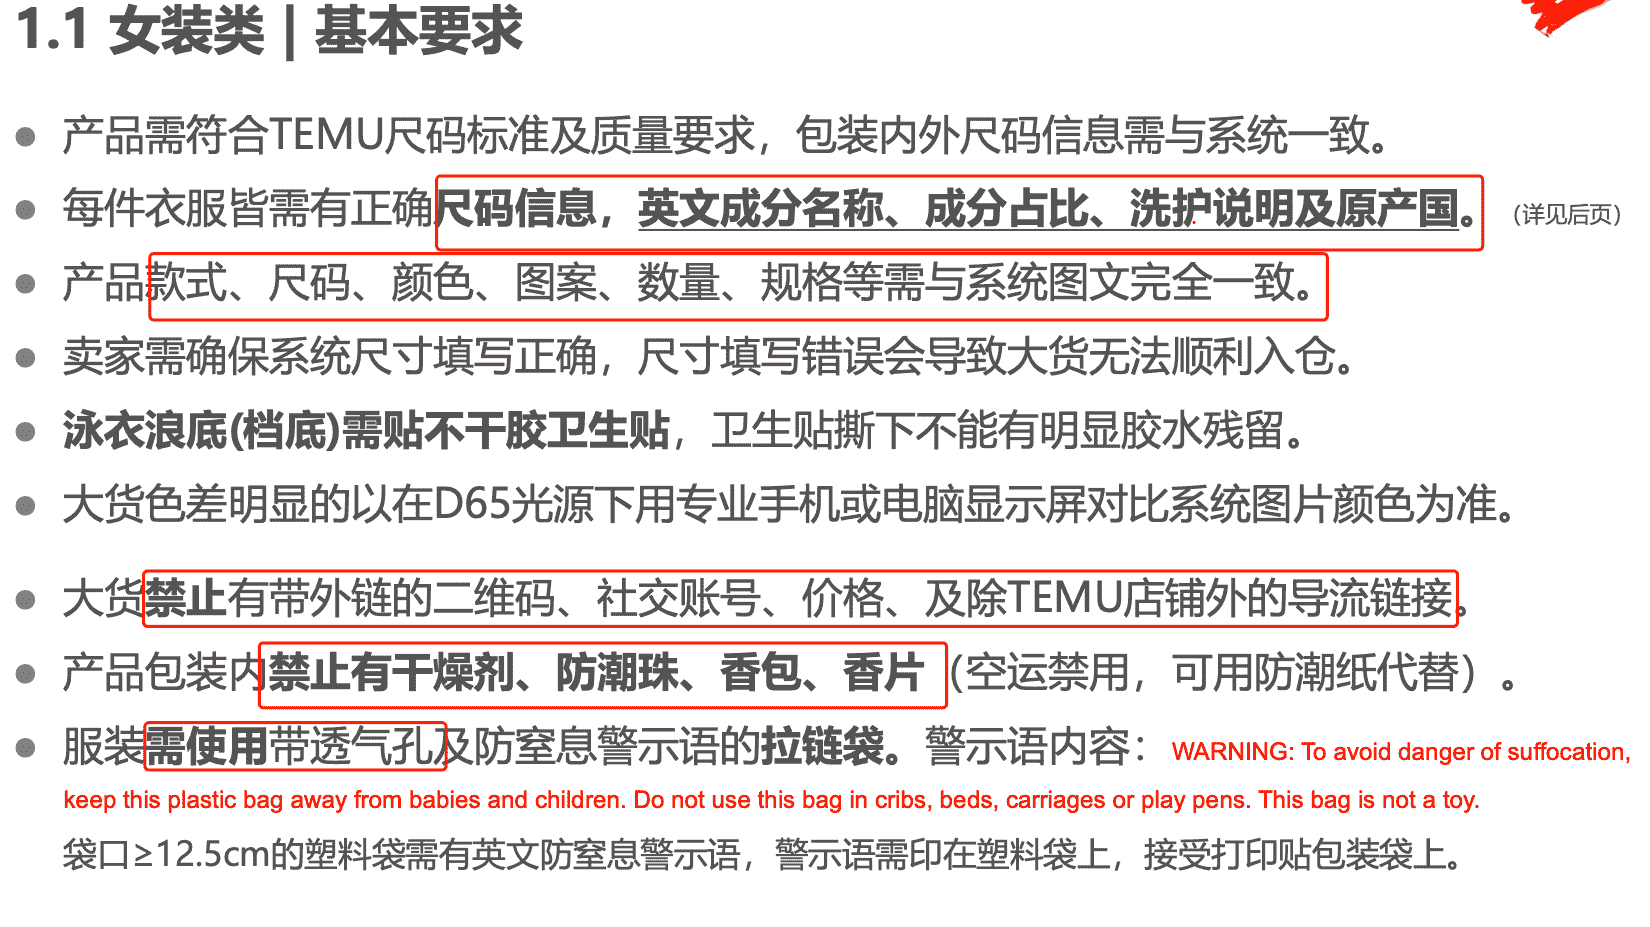 1.1 女装类 | 基本要求
产品需符合TEMU尺码标准及质量要求，包装内外尺码信息需与系统一致。
每件衣服皆需有正确尺码信息，英文成分名称、成分占比、洗护说明及原产国。（详见后页）
产品款式、尺码、颜色、图案、数量、规格等需与系统图文完全一致。
卖家需确保系统尺寸填写正确，尺寸填写错误会导致大货无法顺利入仓。
泳衣浪底(档底)需贴不干胶卫生贴，卫生贴撕下不能有明显胶水残留。
大货色差明显的以在D65光源下用专业手机或电脑显示屏对比系统图片颜色为准。
大货禁止有带外链的二维码、社交账号、价格、及除TEMU店铺外的导流链接。
产品包装内禁止有干燥剂、防潮珠、香包、香片（空运禁用，可用防潮纸代替）。
服装需使用带透气孔及防窒息警示语的拉链袋。警示语内容：WARNING: To avoid danger of suffocation,
keep this plastic bag away from babies and children. Do not use this bag in cribs, beds, carriages or play pens. This bag is not a toy.
袋口≥12.5cm的塑料袋需有英文防窒息警示语，警示语需印在塑料袋上，接受打印贴包装袋上。